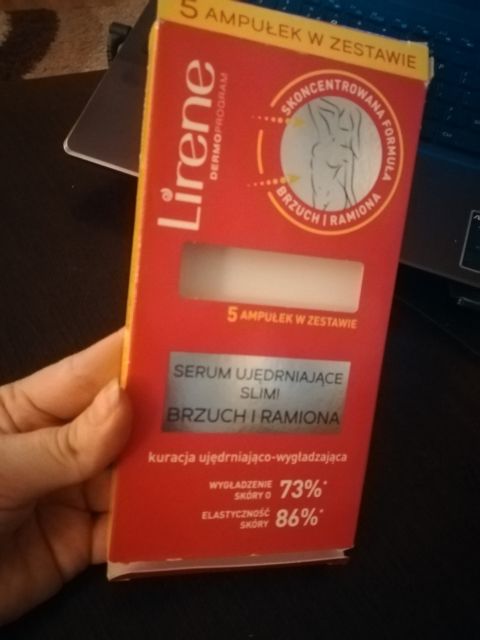 5 AMPUŁEK W ZESTAWIE
Lirene
DERMOPROGRAM
SKONCENTROWANA FORMUŁA
BRZUCH I RAMIONA
5 AMPUŁEK W ZESTAWIE
SERUM UJĘDRNIAJĄCE
SLIM!
BRZUCH I RAMIONA
kuracja ujędrniająco-wygładzająca
WYGŁADZENIE
SKÓRY O 73%*
ELASTYCZNOŚĆ
SKÓRY 86%*